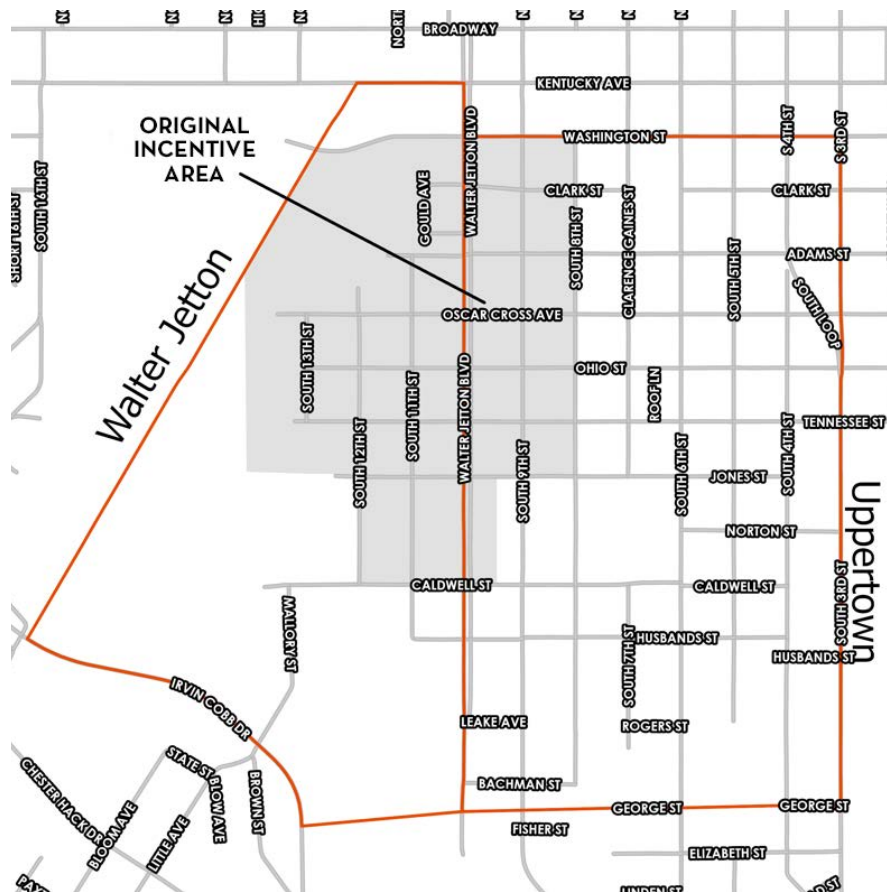 BROADWAY
KENTUCKY AVE
ORIGINAL
INCENTIVE
AREA
WALTER JETTON BLVD
WASHINGTON ST
S 4TH ST
S 3RD ST
SOUTH 16TH ST
GOULD AVE
CLARK ST
CLARK ST
SOUTH 8TH ST
CLARENCE GAINES ST
SOUTH 5TH ST
ADAMS ST
SOUTH LOOP
Walter Jetton
OSCAR CROSS AVE
SOUTH 13TH ST
SOUTH 11TH ST
WALTER JETTON BLVD
OHIO ST
ROOF LN
TENNESSEE ST
SOUTH 12TH ST
SOUTH 9TH ST
SOUTH 6TH ST
SOUTH 4TH ST
JONES ST
Uppertown
NORTON ST
CALDWELL ST
CALDWELL ST
SOUTH 3RD ST
MALLORY ST
SOUTH 7TH ST
HUSBANDS ST
HUSBANDS ST
IRVIN COBB DR
LEAKE AVE
ROGERS ST
STATE ST
BLOW AVE
BROWN ST
CHESTER HACK DR
BLOOM AVE
LITTLE AVE
BACHMAN ST
GEORGE ST
GEORGE ST
FISHER ST
ELIZABETH ST
LINDEN ST